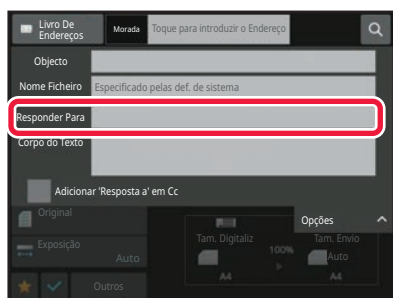 Livro De
Endereços
Morada
Toque para introduzir o Endereço
Objecto
Nome Ficheiro
Especificado pelas def. de sistema
Responder Para
Corpo do Texto
Adicionar 'Resposta a' em Cc
Original
Opções
Exposição
Auto
Tam. Digitaliz
100%
Tam. Envio
Auto
A4
A4
Outros